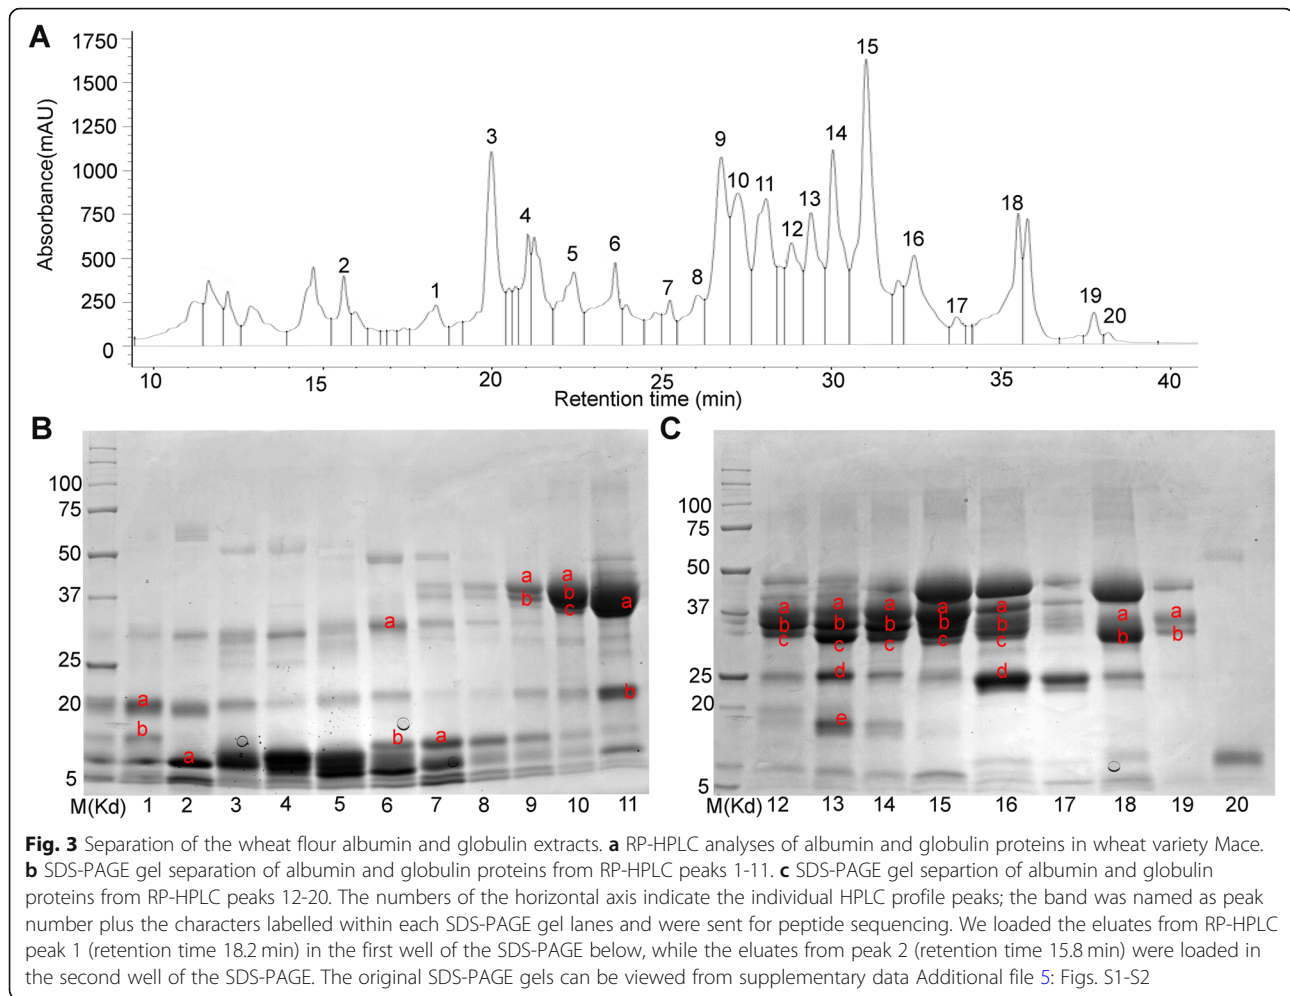 A
1750
1500
1250
1000
750
500
250
0
Absorbance(mAU)
1 2 3 4 5 6 7 8 9 10 11 12 13 14 15 16 17 18 19 20
10 15 20 25 30 35 40
Retention time (min)
B
100
75
50
37
25
20
5
a b a a b a a b a b c a b
M(Kd) 1 2 3 4 5 6 7 8 9 10 11
C
100
75
50
37
25
20
5
a b c a b c d e a b c a b c a b c d a b a b
M(Kd) 12 13 14 15 16 17 18 19 20
Fig. 3 Separation of the wheat flour albumin and globulin extracts. a RP-HPLC analyses of albumin and globulin proteins in wheat variety Mace.
b SDS-PAGE gel separation of albumin and globulin proteins from RP-HPLC peaks 1-11. c SDS-PAGE gel separtion of albumin and globulin
proteins from RP-HPLC peaks 12-20. The numbers of the horizontal axis indicate the individual HPLC profile peaks; the band was named as peak
number plus the characters labelled within each SDS-PAGE gel lanes and were sent for peptide sequencing. We loaded the eluates from RP-HPLC
peak 1 (retention time 18.2 min) in the first well of the SDS-PAGE below, while the eluates from peak 2 (retention time 15.8 min) were loaded in
the second well of the SDS-PAGE. The original SDS-PAGE gels can be viewed from supplementary data Additional file 5: Figs. S1-S2